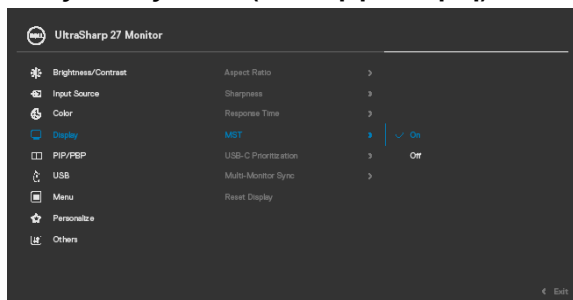 DELL UltraSharp 27 Monitor
Brightness/Contrast Aspect Ratio
Input Source Sharpness
Color Response Time
Display MST On
PIP/PBP USB-C Prioritization Off
USB Multi-Monitor Sync
Menu Reset Display
Personalize
Others
Exit